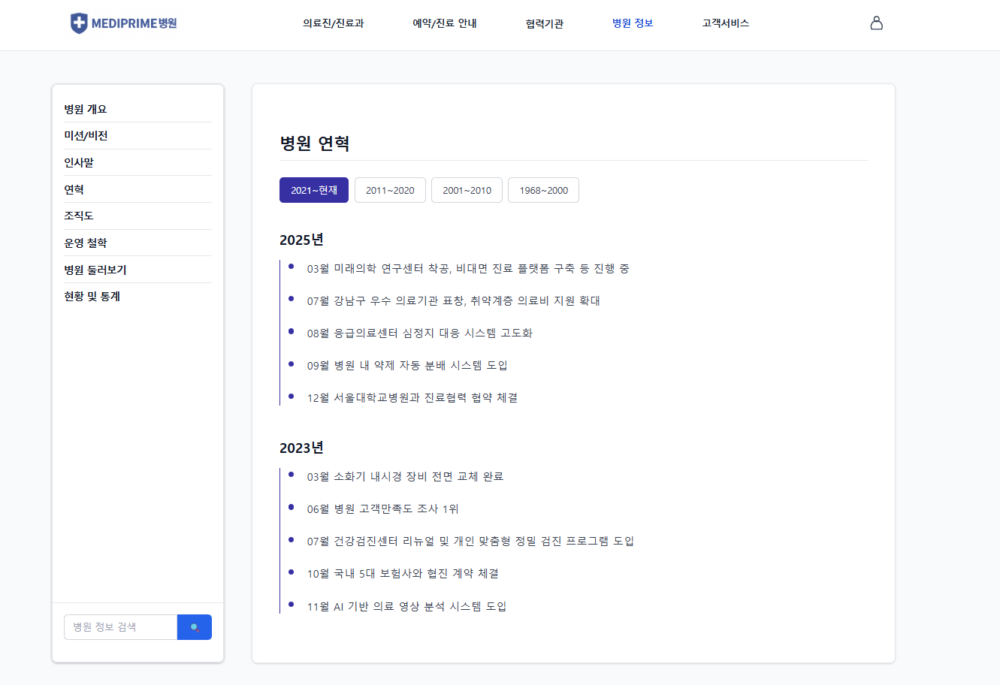 MEDIPRIME병원
의료진/진료과
예약/진료 안내
협력기관
병원 정보
고객서비스
병원 개요
미션/비전
인사말
연혁
조직도
운영 철학
병원 둘러보기
현황 및 통계
병원 정보 검색
병원 연혁
2021~현재
2011~2020
2001~2010
1968~2000
2025년
03월 미래의학 연구센터 착공, 비대면 진료 플랫폼 구축 등 진행 중
07월 강남구 우수 의료기관 표창, 취약계층 의료비 지원 확대
08월 응급의료센터 심정지 대응 시스템 고도화
09월 병원 내 약제 자동 분배 시스템 도입
12월 서울대학교병원과 진료협력 협약 체결
2023년
03월 소화기 내시경 장비 전면 교체 완료
06월 병원 고객만족도 조사 1위
07월 건강검진센터 리뉴얼 및 개인 맞춤형 정밀 검진 프로그램 도입
10월 국내 5대 보험사와 협진 계약 체결
11월 AI 기반 의료 영상 분석 시스템 도입